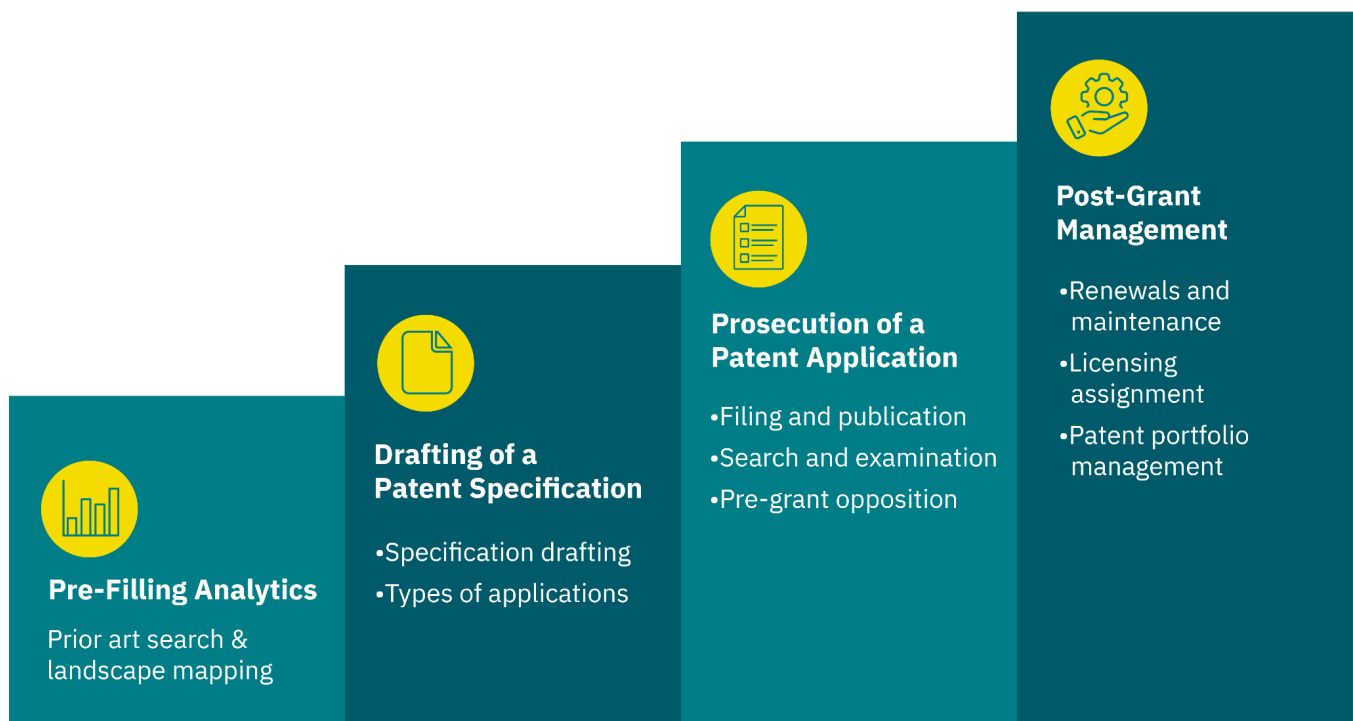 Pre-Filling Analytics
Prior art search &
landscape mapping
Drafting of a
Patent Specification
•Specification drafting
•Types of applications
Prosecution of a
Patent Application
•Filing and publication
•Search and examination
•Pre-grant opposition
Post-Grant
Management
•Renewals and
maintenance
•Licensing
assignment
•Patent portfolio
management